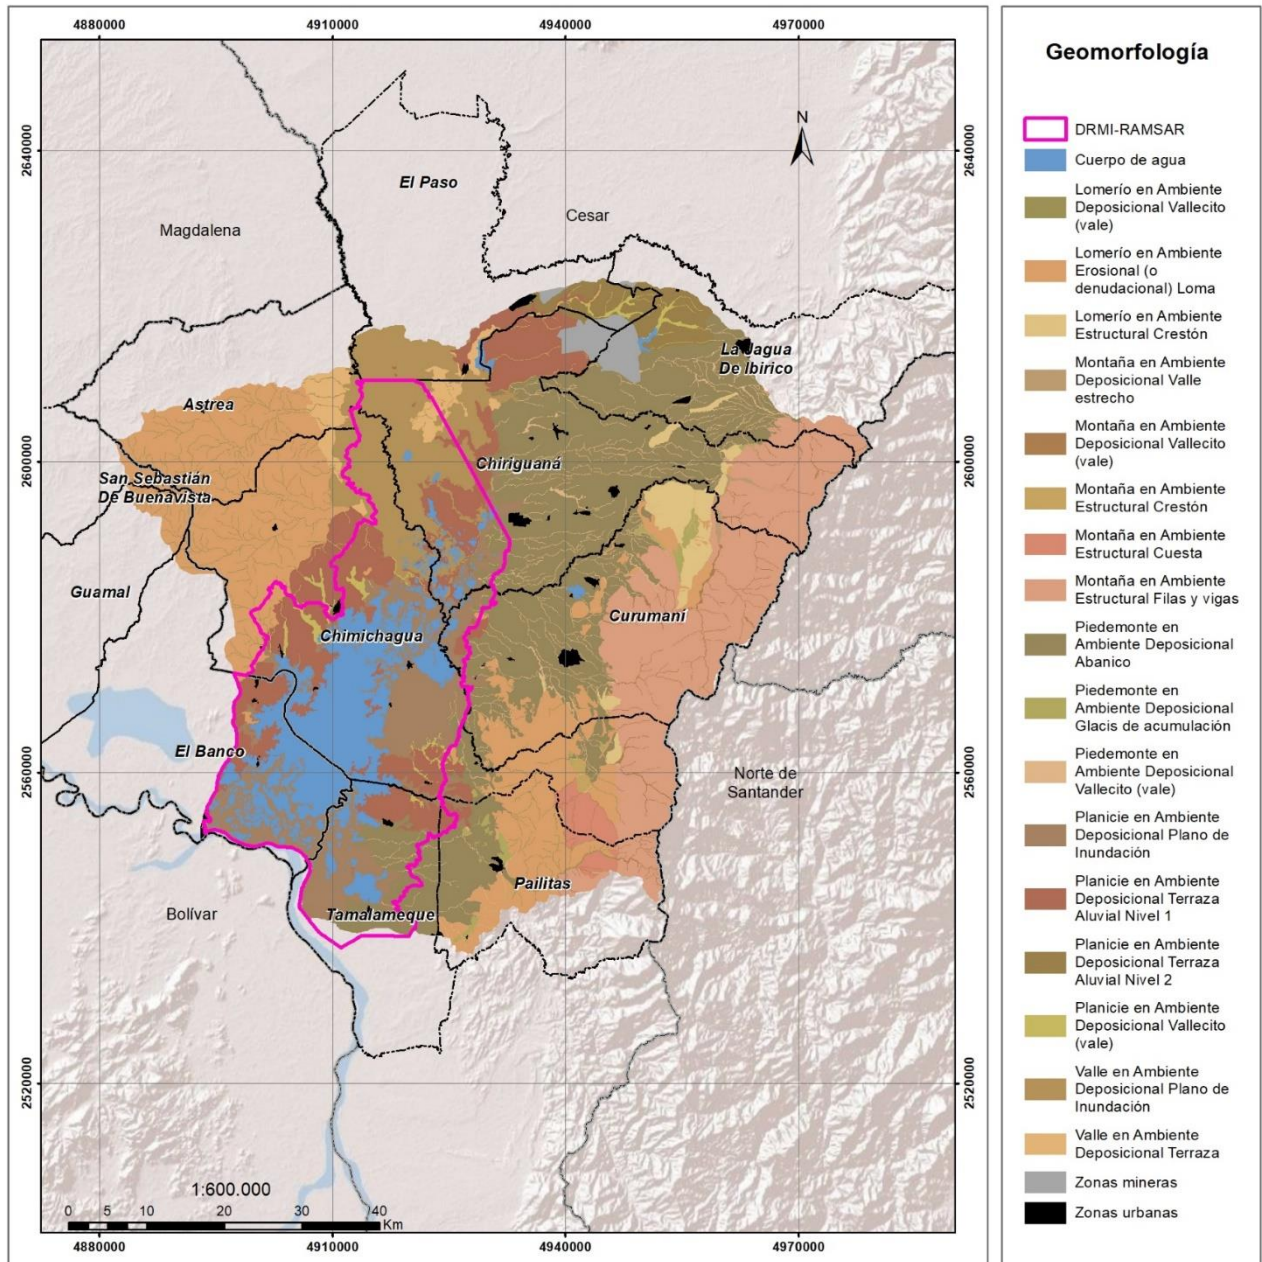 4880000
4910000
4940000
4970000
2640000
2640000
N
El Paso
Magdalena
Cesar
La Jagua
De Ibirico
Astrea
2600000
2600000
Chiriguaná
San Sebastián
De Buenavista
Guamal
Curumaní
Chimichagua
El Banco
2560000
2560000
Norte de
Santander
Pailitas
Bolívar
Tamalameque
2520000
2520000
1:600.000
0 5 10 20 30 40
Km
4880000
4910000
4940000
4970000
Geomorfología
DRMI-RAMSAR
Cuerpo de agua
Lomerío en Ambiente
Deposicional Vallecito
(vale)
Lomerío en Ambiente
Erosional (o
denudacional) Loma
Lomerío en Ambiente
Estructural Crestón
Montaña en Ambiente
Deposicional Valle
estrecho
Montaña en Ambiente
Deposicional Vallecito
(vale)
Montaña en Ambiente
Estructural Crestón
Montaña en Ambiente
Estructural Cuesta
Montaña en Ambiente
Estructural Filas y vigas
Piedemonte en
Ambiente Deposicional
Abanico
Piedemonte en
Ambiente Deposicional
Glacis de acumulación
Piedemonte en
Ambiente Deposicional
Vallecito (vale)
Planicie en Ambiente
Deposicional Plano de
Inundación
Planicie en Ambiente
Deposicional Terraza
Aluvial Nivel 1
Planicie en Ambiente
Deposicional Terraza
Aluvial Nivel 2
Planicie en Ambiente
Deposicional Vallecito
(vale)
Valle en Ambiente
Deposicional Plano de
Inundación
Valle en Ambiente
Deposicional Terraza
Zonas mineras
Zonas urbanas